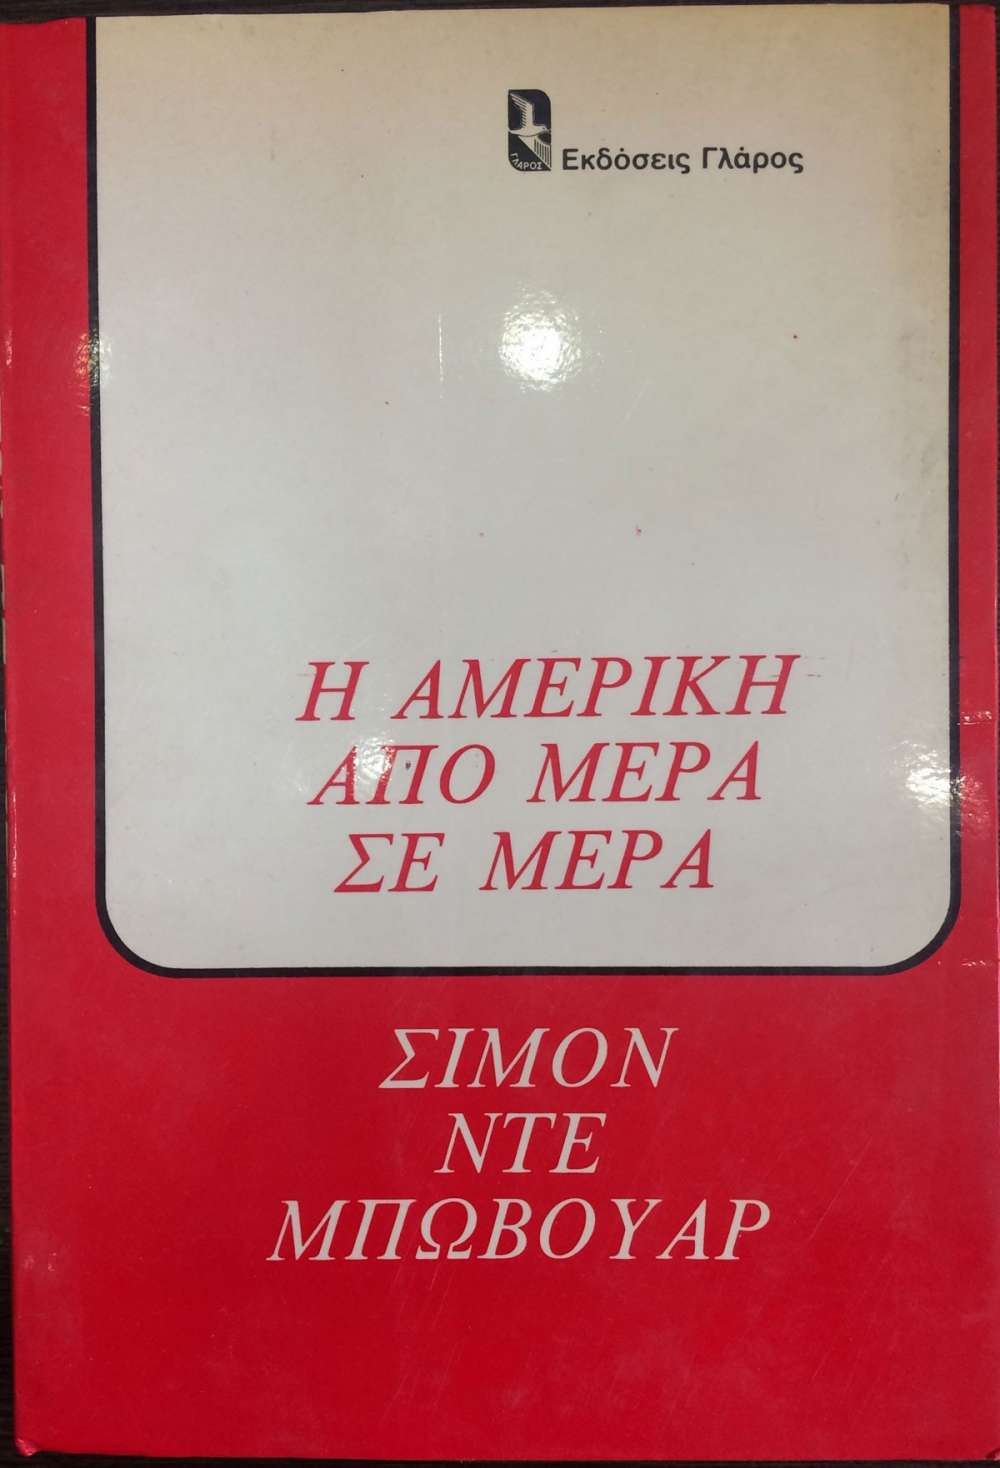 ΓΛΑΡΟΣ
Εκδόσεις Γλάρος
Η ΑΜΕΡΙΚΗ
ΑΠΟ ΜΕΡΑ
ΣΕ ΜΕΡΑ
ΣΙΜΟΝ
ΝΤΕ
ΜΠΩΒΟΥΑΡ